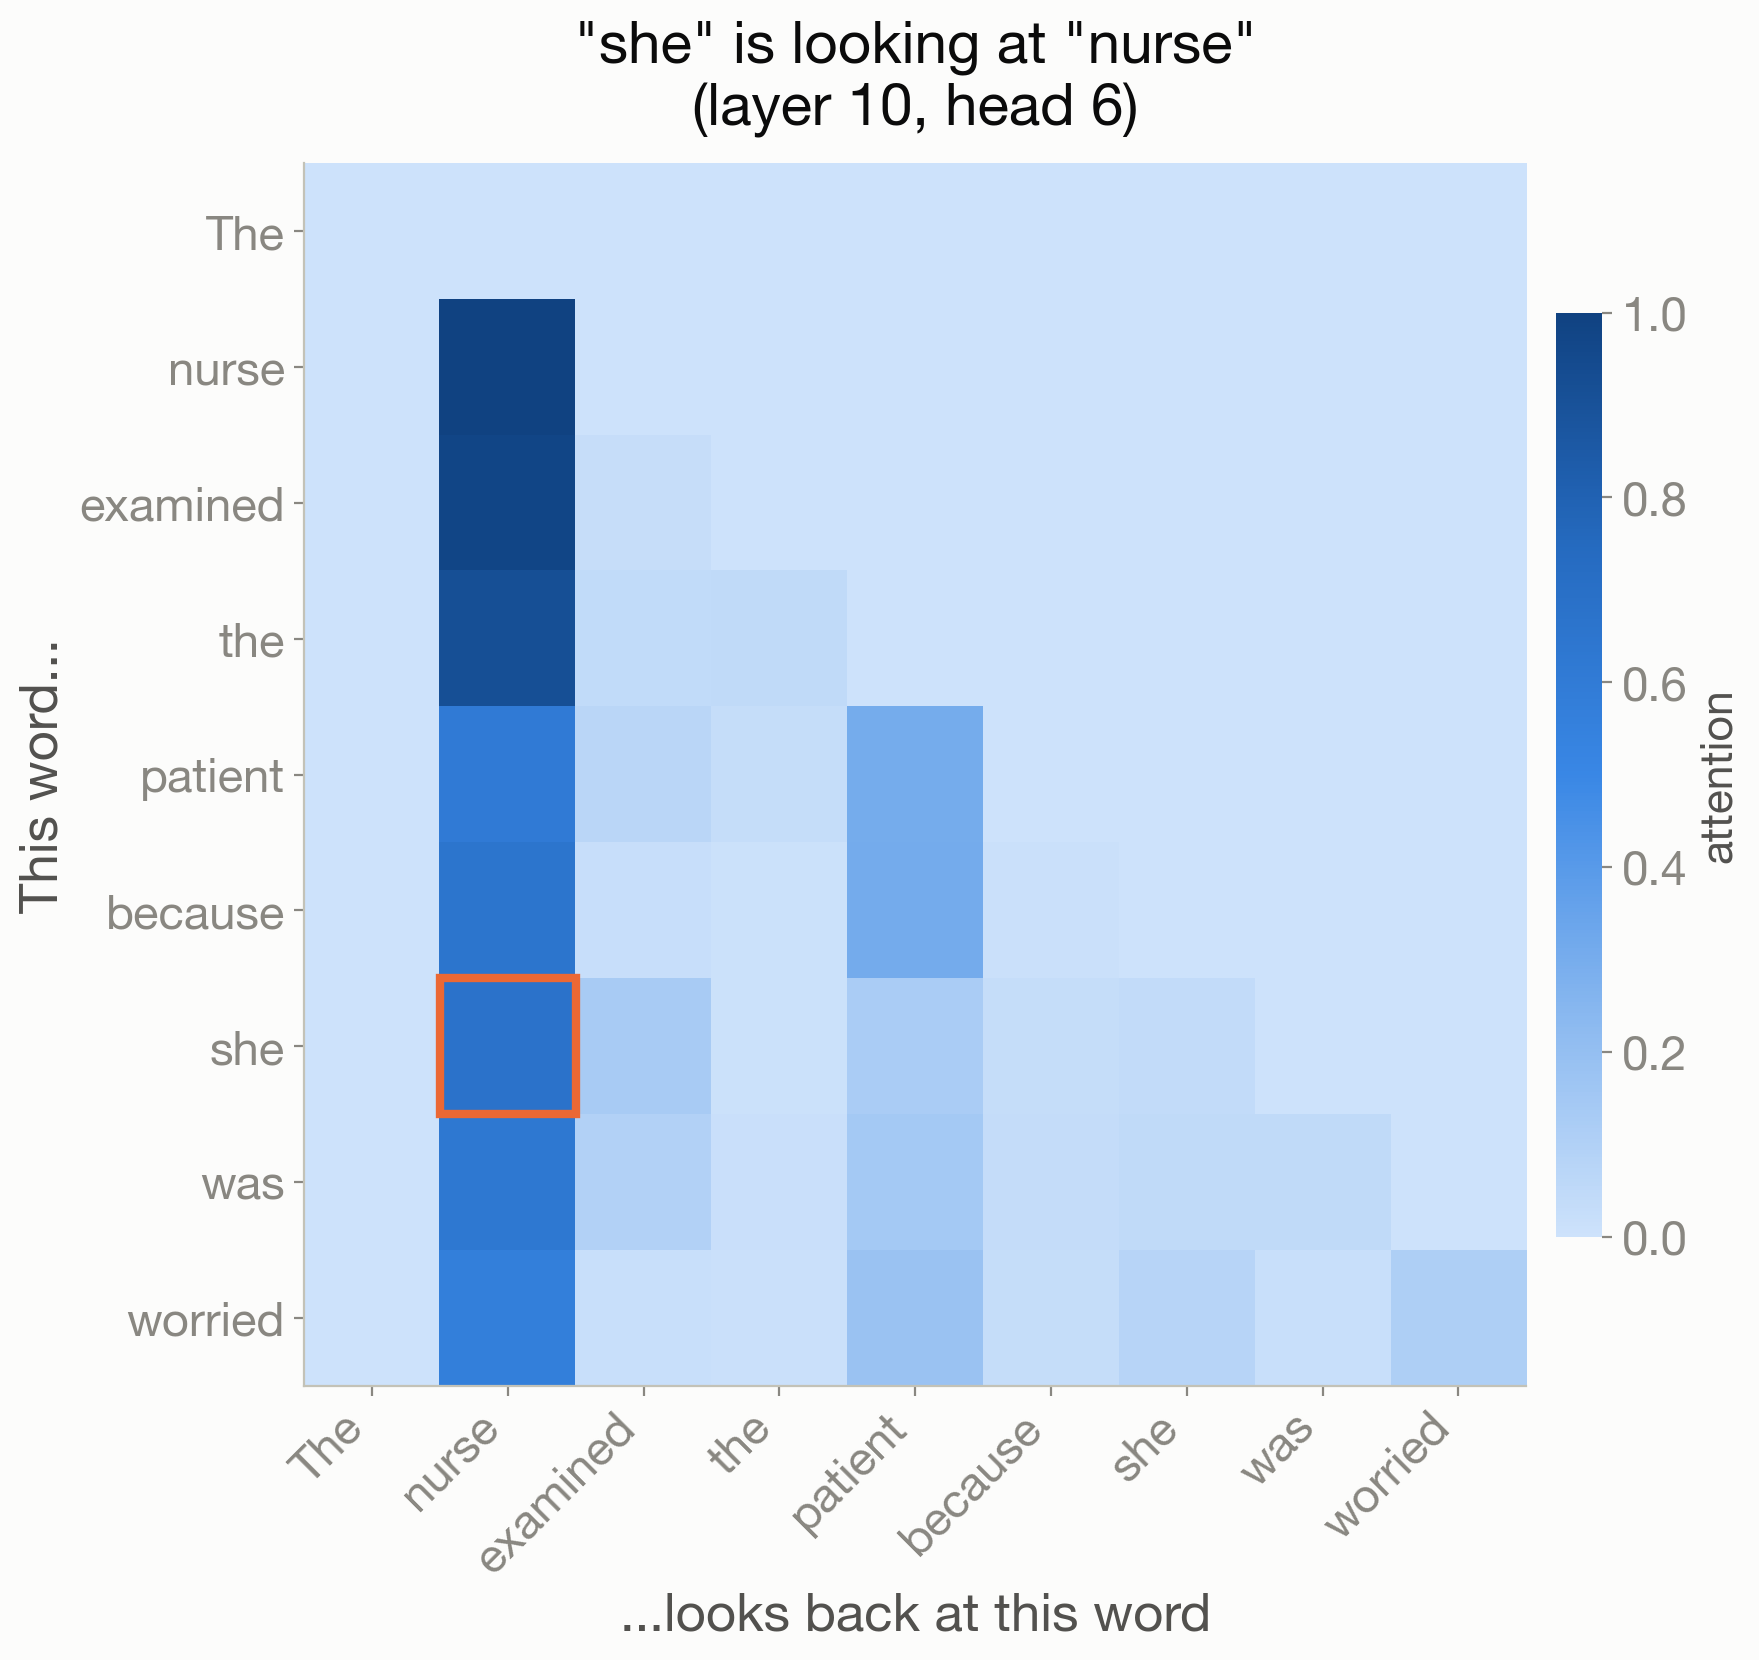 "she" is looking at "nurse"
(layer 10, head 6)
This word...
The
nurse
examined
the
patient
because
she
was
worried
The
nurse
examined
the
patient
because
she
was
worried
...looks back at this word
1.0
0.8
0.6
0.4
0.2
0.0
attention